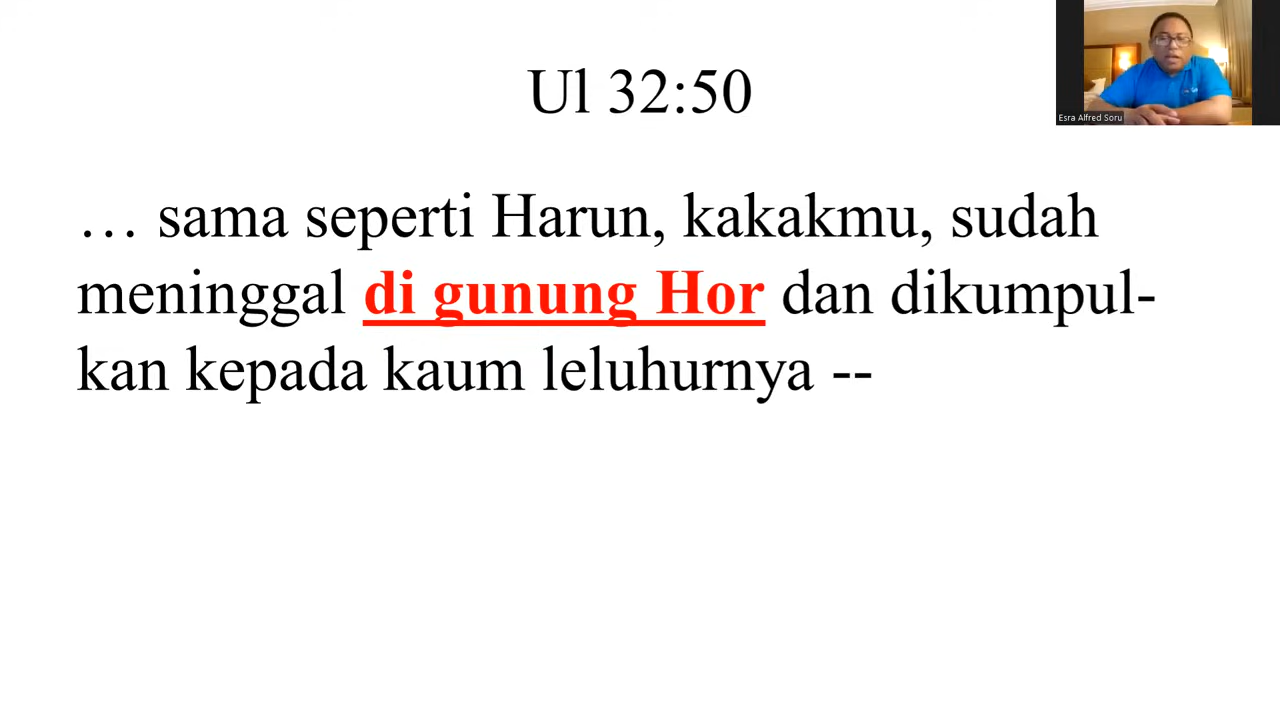 Ul 32:50
Esra Alfred Soru
… sama seperti Harun, kakakmu, sudah
meninggal di gunung Hor dan dikumpul-
kan kepada kaum leluhurnya --